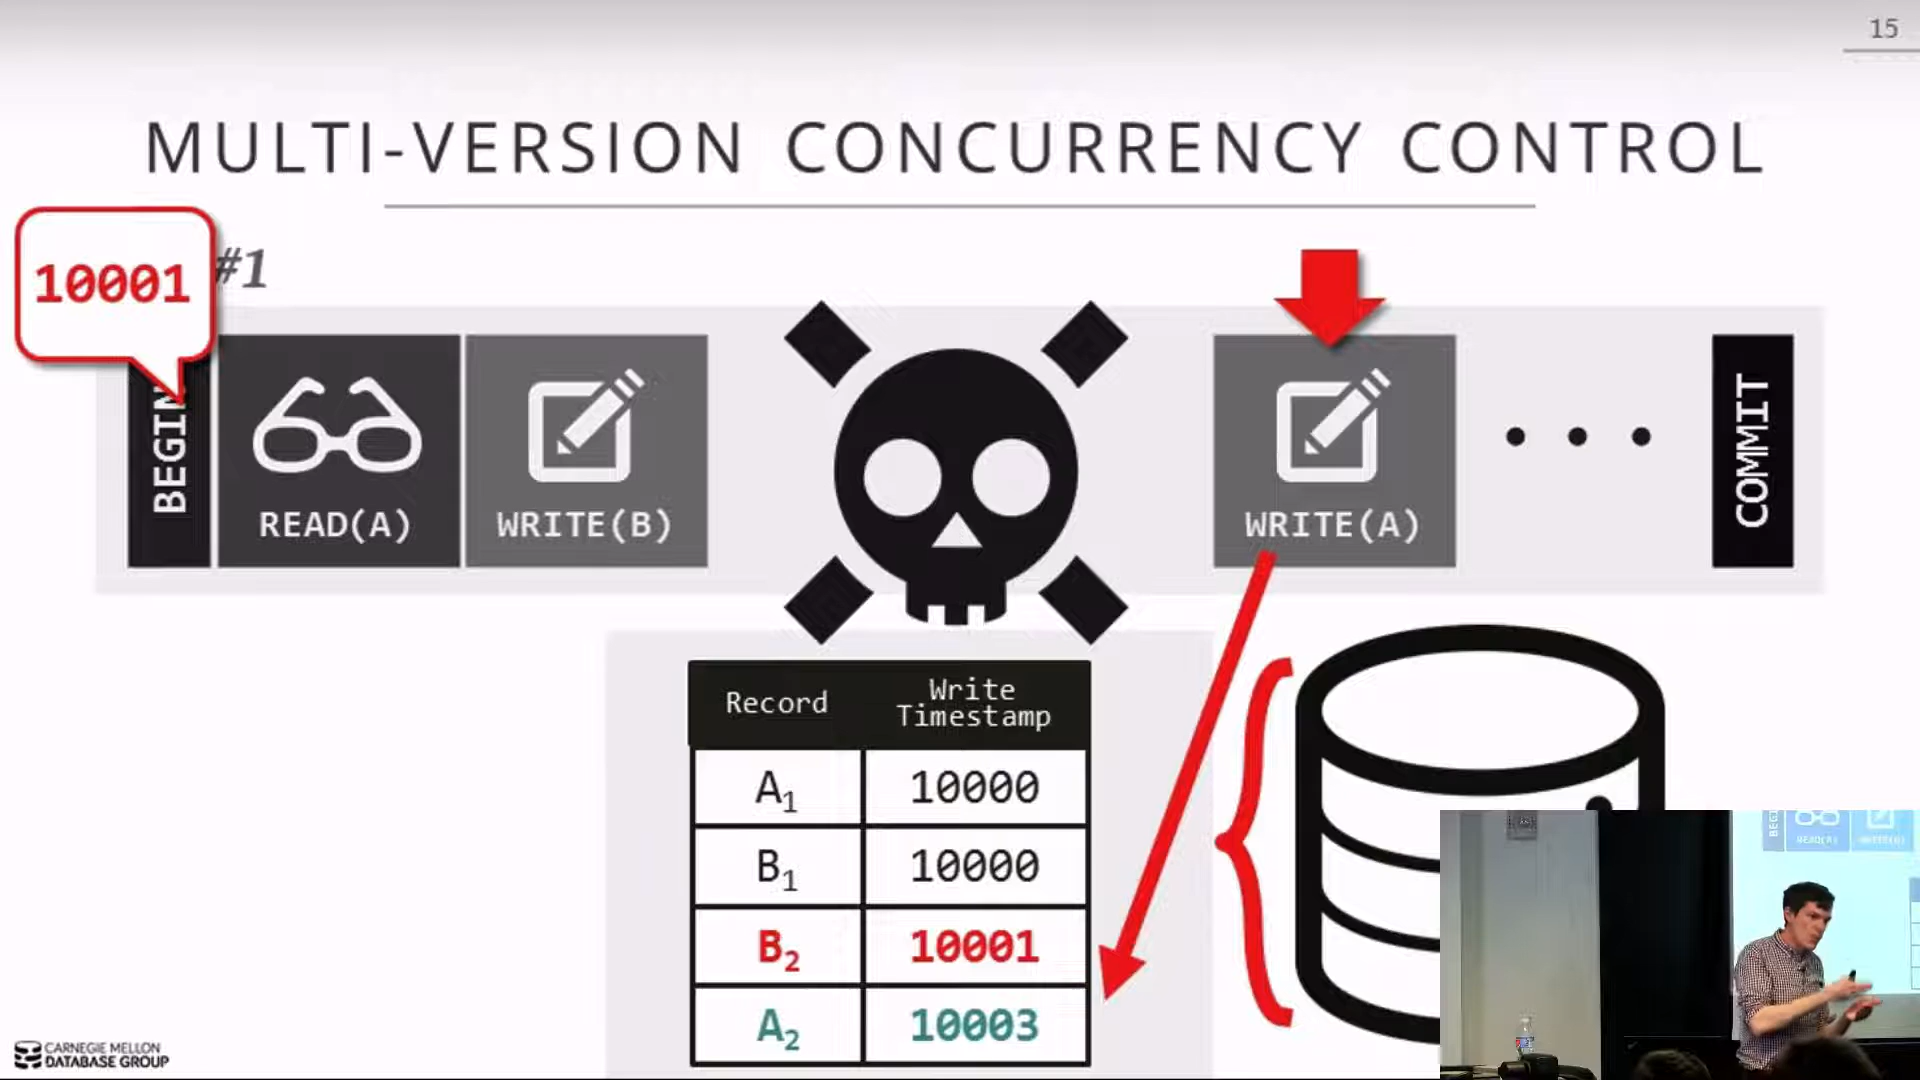 15
MULTI-VERSION CONCURRENCY CONTROL
10001
#1
BEGIN
READ(A)
WRITE(B)
WRITE(A)
COMMIT
Record Write Timestamp
A1 10000
B1 10000
B2 10001
A2 10003
CARNEGIE MELLON
DATABASE GROUP
READ(A)